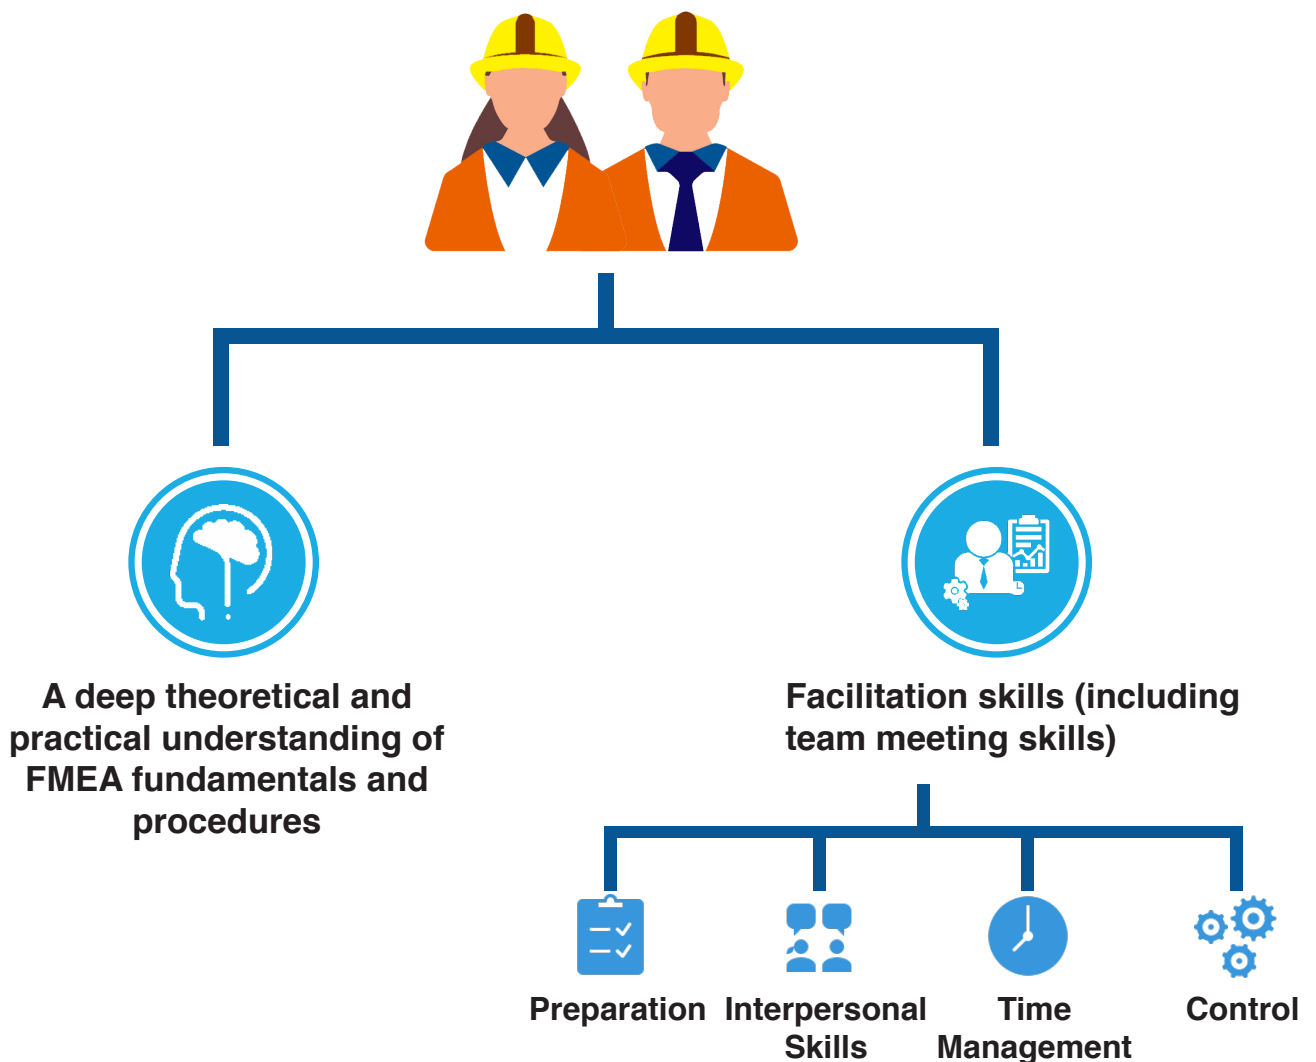 A deep theoretical and
practical understanding of
FMEA fundamentals and
procedures
Facilitation skills (including
team meeting skills)
Preparation
Interpersonal
Skills
Time
Management
Control